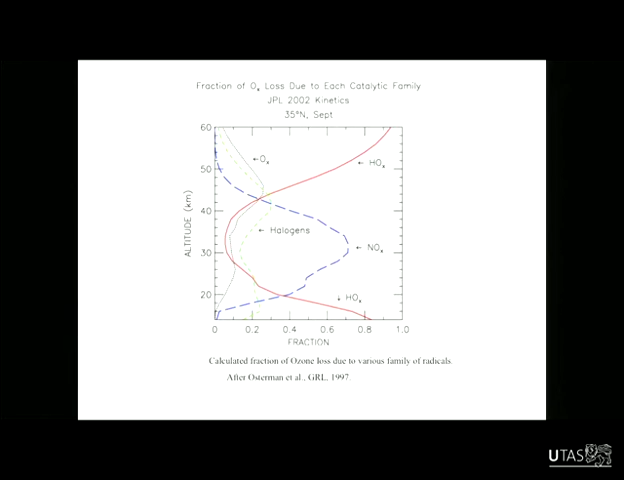 Fraction of Ox Loss Due to Each Catalytic Family
JPL 2002 Kinetics
35°N, Sept
60
50
40
30
20
ALTITUDE (km)
←Ox
←HOx
← Halogens
← NOx
↓ HOx
0 0.2 0.4 0.6 0.8 1.0
FRACTION
Calculated fraction of Ozone loss due to various family of radicals.
After Osterman et al., GRL, 1997.
UTAS